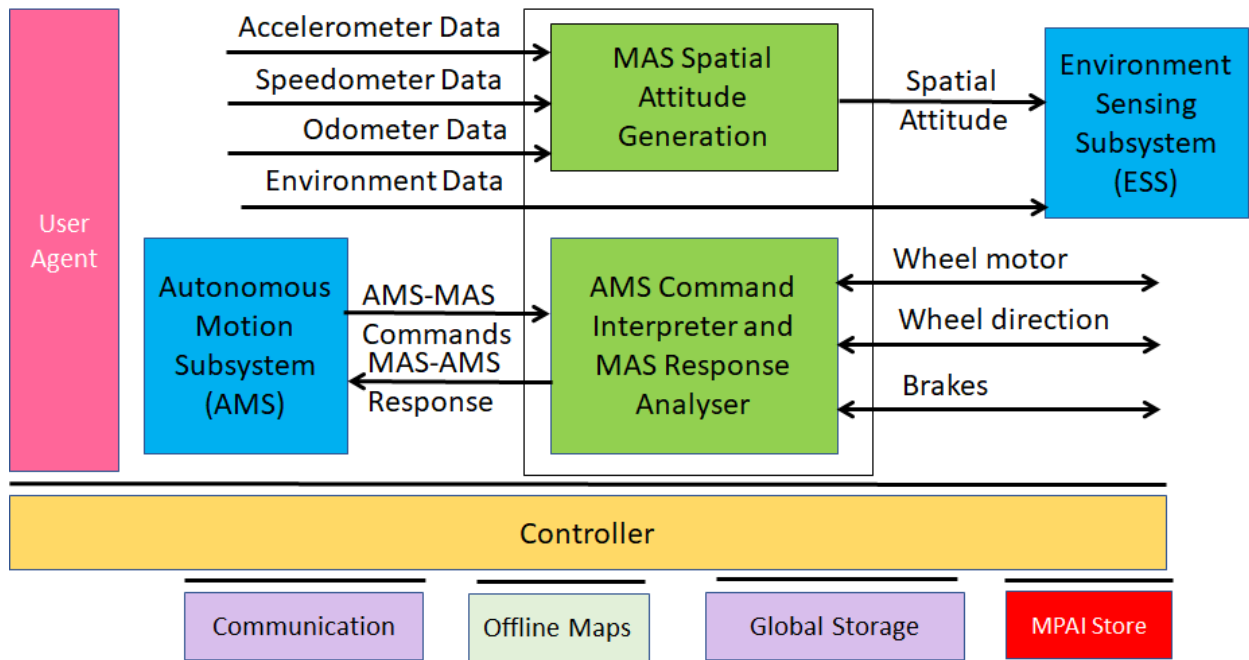 Accelerometer Data
Speedometer Data
Odometer Data
Environment Data
MAS Spatial
Attitude
Generation
Spatial
Attitude
Environment
Sensing
Subsystem
(ESS)
User
Agent
Autonomous
Motion
Subsystem
(AMS)
AMS-MAS
Commands
MAS-AMS
Response
AMS Command
Interpreter and
MAS Response
Analyser
Wheel motor
Wheel direction
Brakes
Controller
Communication
Offline Maps
Global Storage
MPAI Store